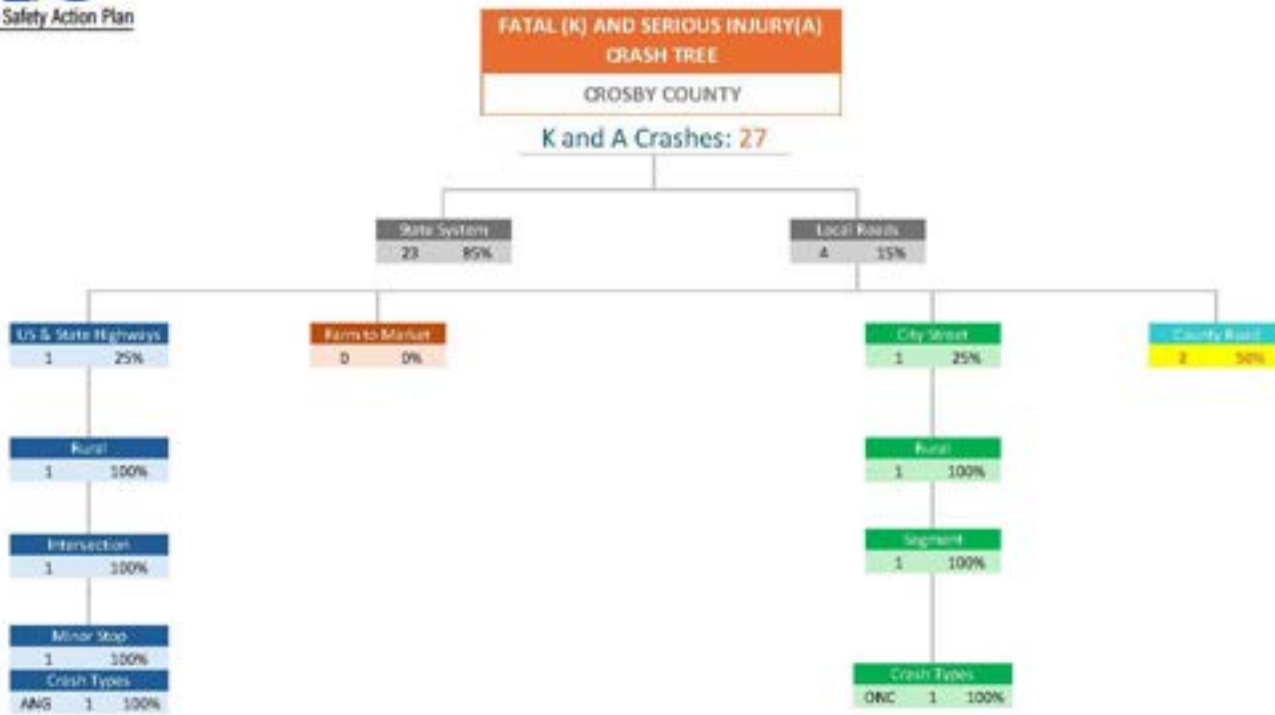 Safety Action Plan
FATAL (K) AND SERIOUS INJURY(A)
CRASH TREE
CROSBY COUNTY
K and A Crashes: 27
State System
23 85%
Local Roads
4 15%
US & State Highways
1 25%
Farm to Market
0 0%
City Street
1 25%
County Road
2 50%
Rural
1 100%
Rural
1 100%
Intersection
1 100%
Segment
1 100%
Minor Stop
1 100%
Crash Types
ANG 1 100%
Crash Types
ONC 1 100%